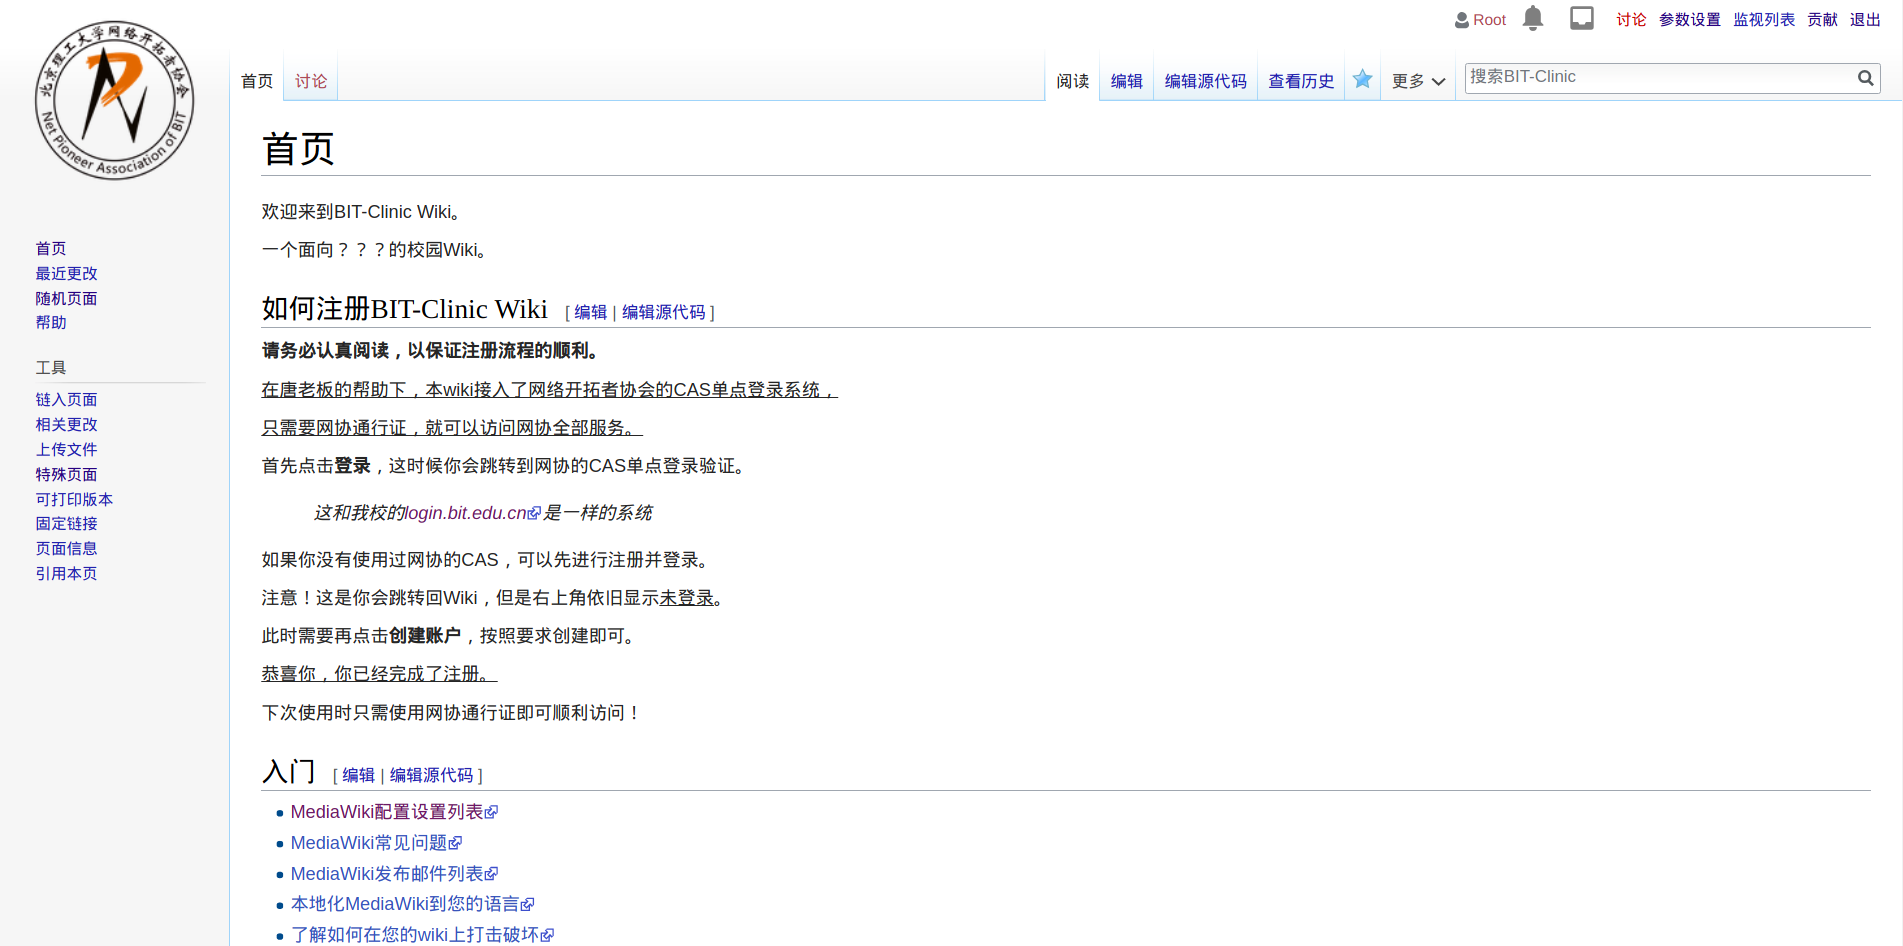 北京理工大学网络开拓者协会
Net Pioneer Association of BIT
Root 讨论 参数设置 监视列表 贡献 退出
首页 讨论 阅读 编辑 编辑源代码 查看历史 更多 搜索BIT-Clinic
首页
欢迎来到BIT-Clinic Wiki。
一个面向？？？的校园Wiki。
首页
最近更改
随机页面
帮助
工具
链入页面
相关更改
上传文件
特殊页面
可打印版本
固定链接
页面信息
引用本页
如何注册BIT-Clinic Wiki [ 编辑 | 编辑源代码 ]
请务必认真阅读，以保证注册流程的顺利。
在唐老板的帮助下，本wiki接入了网络开拓者协会的CAS单点登录系统，
只需要网协通行证，就可以访问网协全部服务。
首先点击登录，这时候你会跳转到网协的CAS单点登录验证。
这和我校的login.bit.edu.cn是一样的系统
如果你没有使用过网协的CAS，可以先进行注册并登录。
注意！这是你会跳转回Wiki，但是右上角依旧显示未登录。
此时需要再点击创建账户，按照要求创建即可。
恭喜你，你已经完成了注册。
下次使用时只需使用网协通行证即可顺利访问！
入门 [ 编辑 | 编辑源代码 ]
MediaWiki配置设置列表
MediaWiki常见问题
MediaWiki发布邮件列表
本地化MediaWiki到您的语言
了解如何在您的wiki上打击破坏